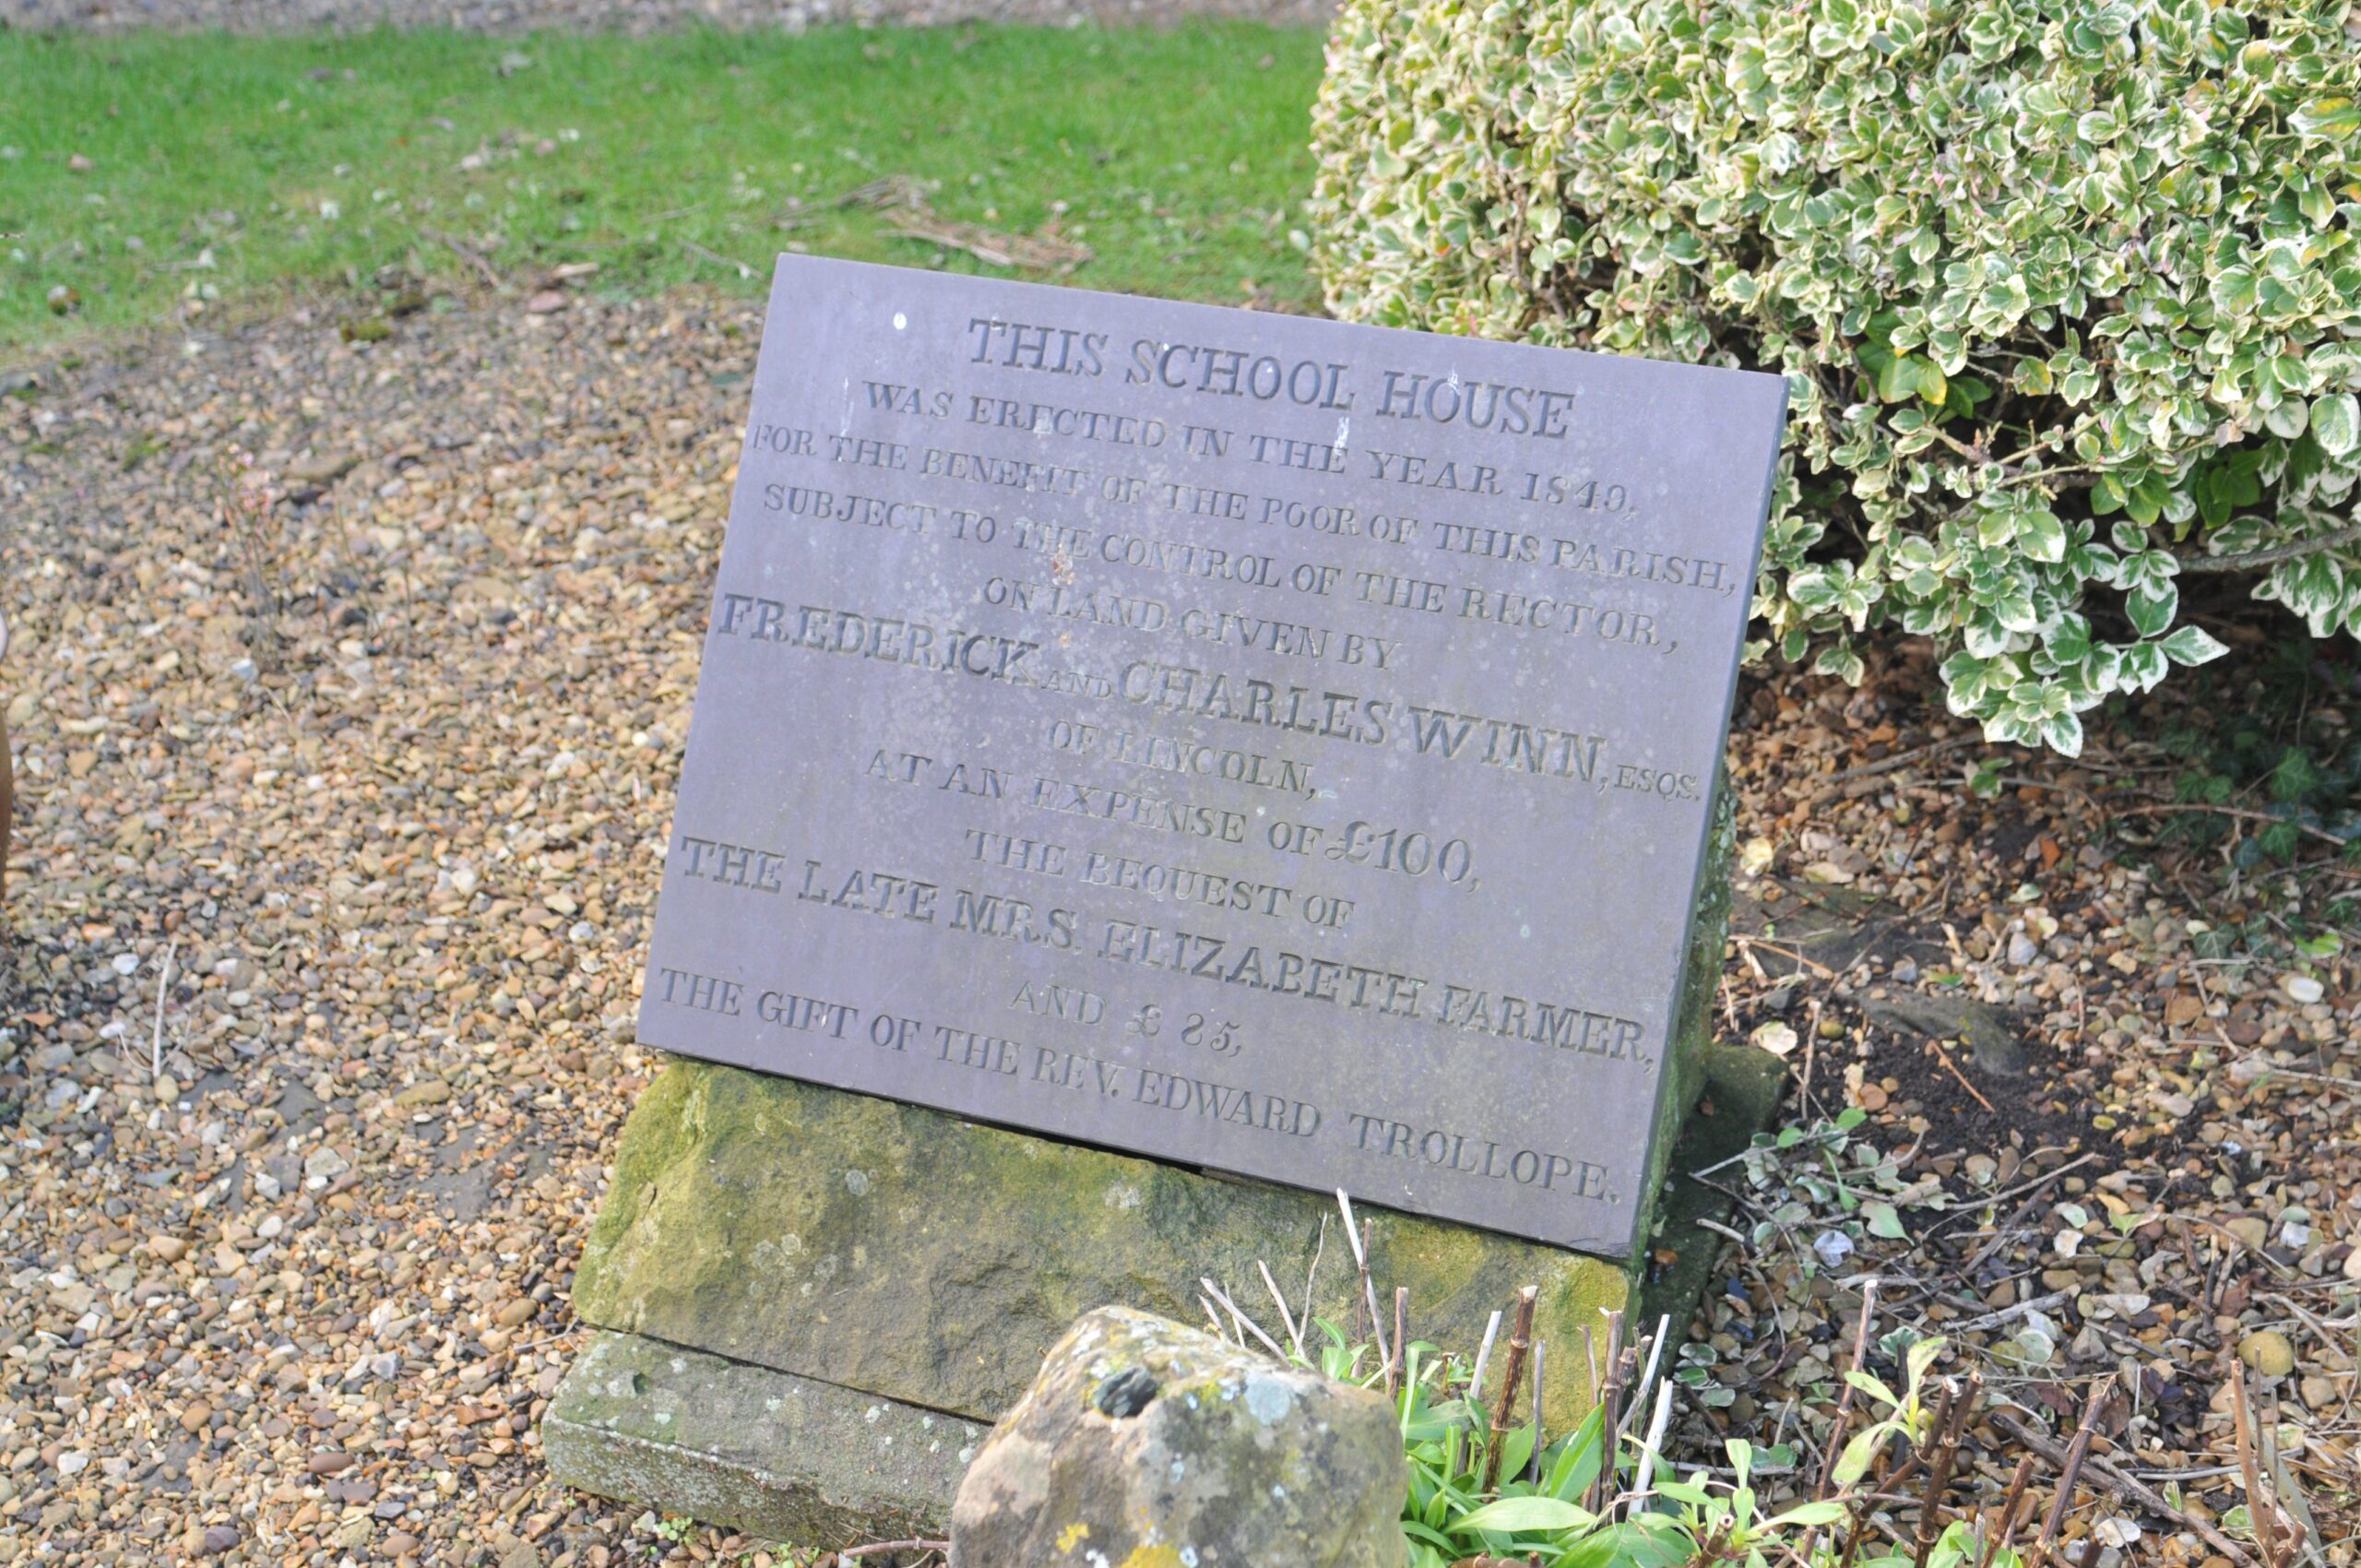 THIS SCHOOL HOUSE
WAS ERECTED IN THE YEAR 1849,
FOR THE BENEFIT OF THE POOR OF THIS PARISH,
SUBJECT TO THE CONTROL OF THE RECTOR,
ON LAND GIVEN BY
FREDERICK AND CHARLES WINN, ESQS.
OF LINCOLN,
AT AN EXPENSE OF £100,
THE BEQUEST OF
THE LATE MRS. ELIZABETH FARMER,
AND £85,
THE GIFT OF THE REV. EDWARD TROLLOPE.